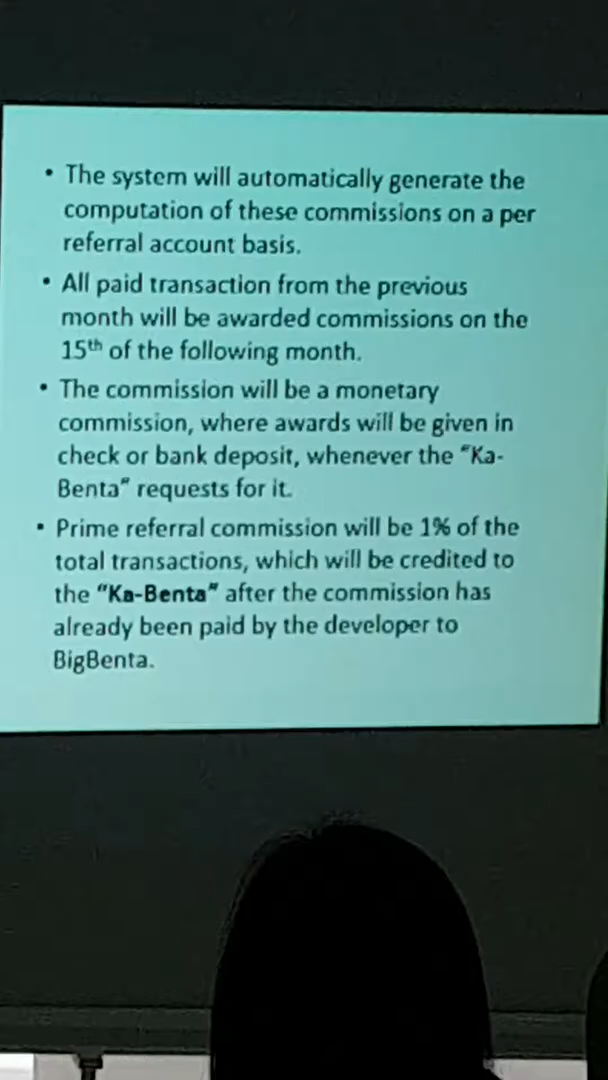 • The system will automatically generate the
computation of these commissions on a per
referral account basis.
• All paid transaction from the previous
month will be awarded commissions on the
15th of the following month.
• The commission will be a monetary
commission, where awards will be given in
check or bank deposit, whenever the "Ka-
Benta" requests for it.
• Prime referral commission will be 1% of the
total transactions, which will be credited to
the "Ka-Benta" after the commission has
already been paid by the developer to
BigBenta.